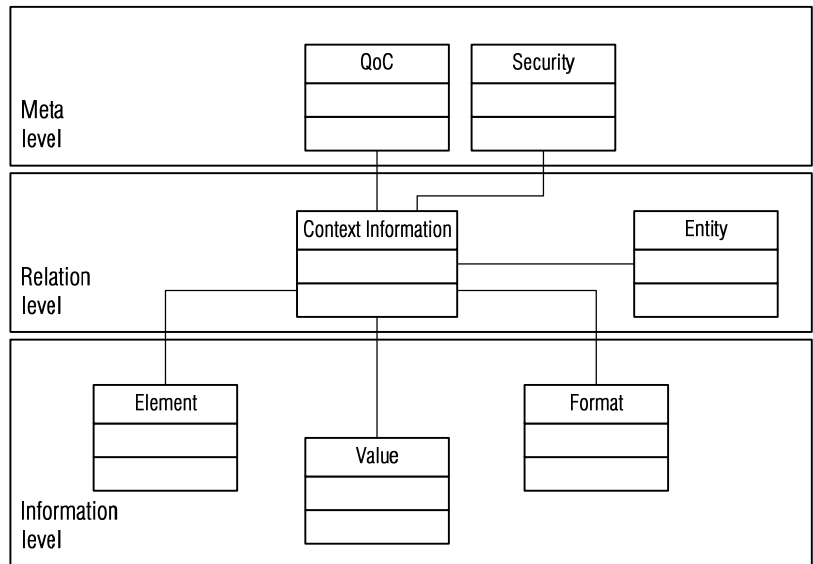 QoC
Security
Meta
level
Context Information
Entity
Relation
level
Element
Format
Value
Information
level